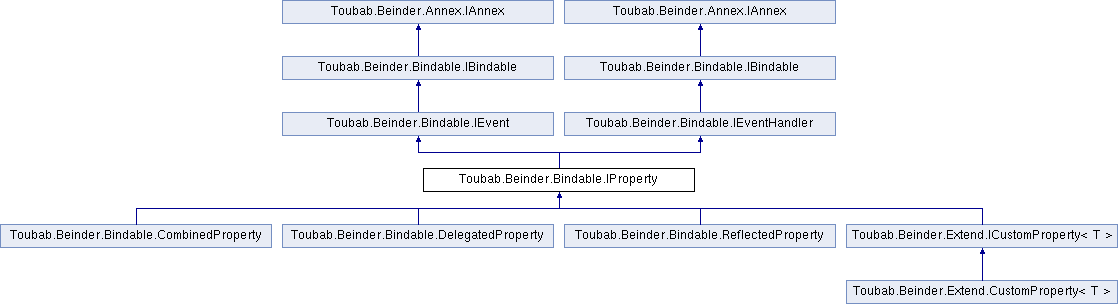 Toubab.Beinder.Annex.IAnnex
Toubab.Beinder.Annex.IAnnex
Toubab.Beinder.Bindable.IBindable
Toubab.Beinder.Bindable.IBindable
Toubab.Beinder.Bindable.IEvent
Toubab.Beinder.Bindable.IEventHandler
Toubab.Beinder.Bindable.IProperty
Toubab.Beinder.Bindable.CombinedProperty
Toubab.Beinder.Bindable.DelegatedProperty
Toubab.Beinder.Bindable.ReflectedProperty
Toubab.Beinder.Extend.ICustomProperty< T >
Toubab.Beinder.Extend.CustomProperty< T >